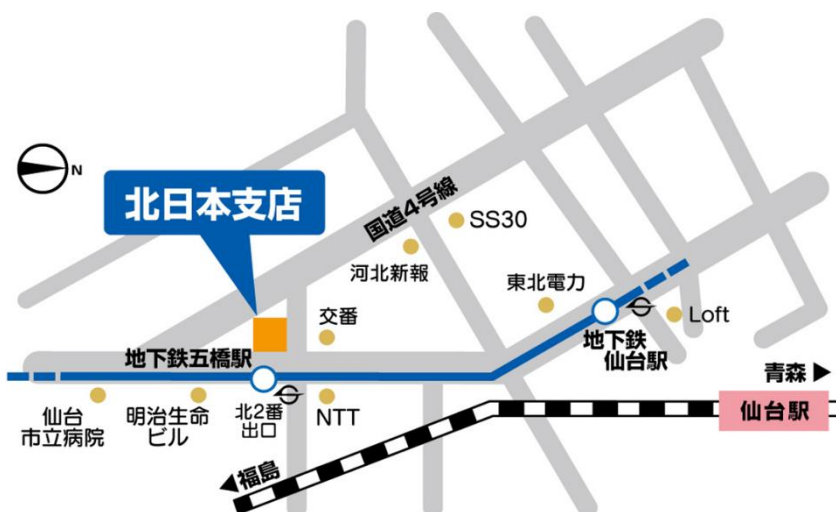 N
北日本支店
国道4号線
SS30
河北新報
東北電力
交番
Loft
地下鉄
仙台駅
地下鉄五橋駅
青森 ▶
仙台駅
仙台
市立病院
明治生命
ビル
北2番
出口
NTT
◀福島